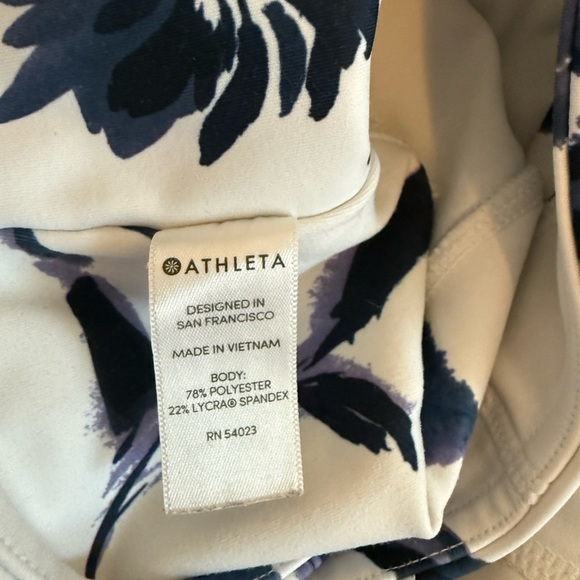 ATHLETA
DESIGNED IN
SAN FRANCISCO
MADE IN VIETNAM
BODY:
78% POLYESTER
22% LYCRA® SPANDEX
RN 54023